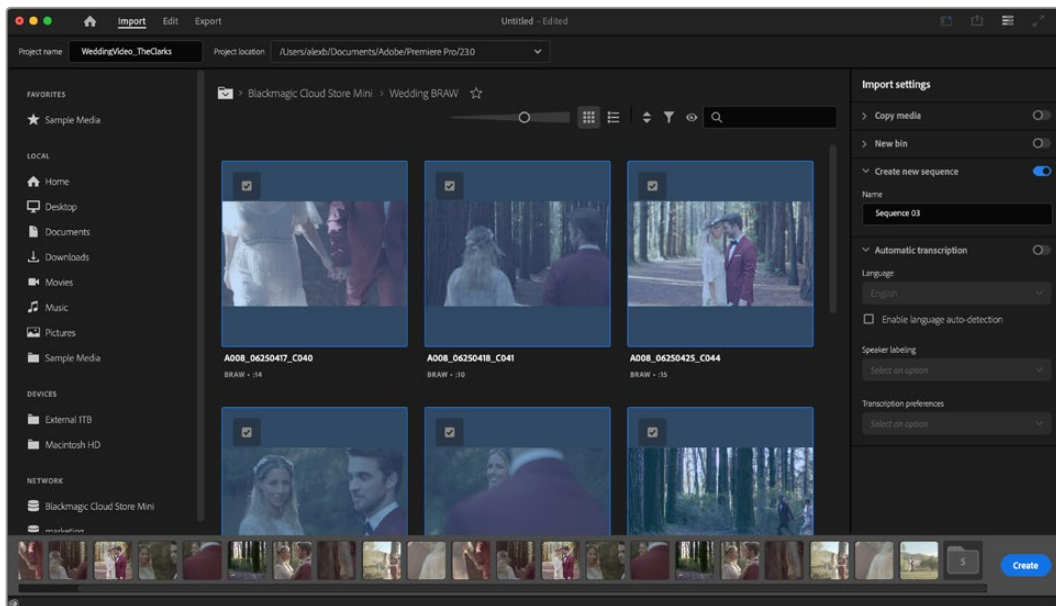 Import Edit Export Untitled - Edited
Project name WeddingVideo_TheClarks Project location /Users/alexb/Documents/Adobe/Premiere Pro/23.0
FAVORITES
Sample Media
LOCAL
Home
Desktop
Documents
Downloads
Movies
Music
Pictures
Sample Media
DEVICES
External 1TB
Macintosh HD
NETWORK
Blackmagic Cloud Store Mini
marketing
Blackmagic Cloud Store Mini > Wedding BRAW
A008_06250417_C040
BRAW • :14
A008_06250418_C041
BRAW • :10
A008_06250425_C044
BRAW • :15
Import settings
Copy media
New bin
Create new sequence
Name
Sequence 03
Automatic transcription
Language
English
Enable language auto-detection
Speaker labeling
Select an option
Transcription preferences
Select an option
S
Create